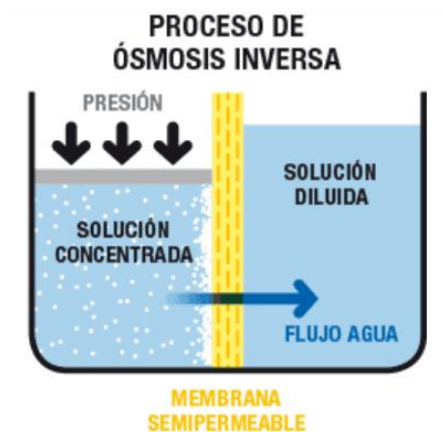 PROCESO DE
ÓSMOSIS INVERSA
PRESIÓN
SOLUCIÓN
CONCENTRADA
SOLUCIÓN
DILUIDA
FLUJO AGUA
MEMBRANA
SEMIPERMEABLE